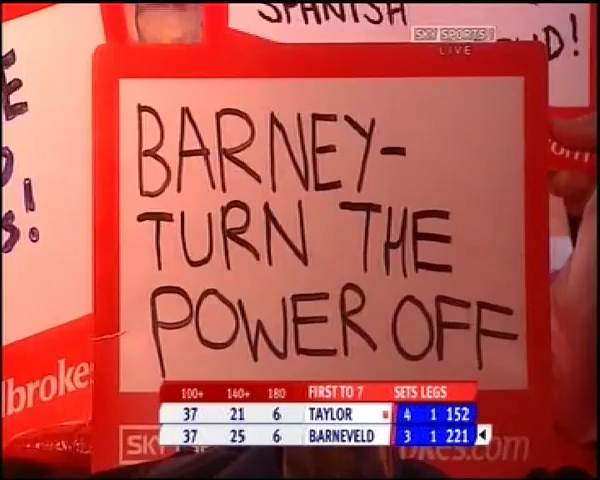 SPANISH
SKY SPORTS 1
LIVE
BARNEY-
TURN THE
POWER OFF
100+ 140+ 180 FIRST TO 7 SETS LEGS
37 21 6 TAYLOR 4 1 152
37 25 6 BARNEVELD 3 1 221